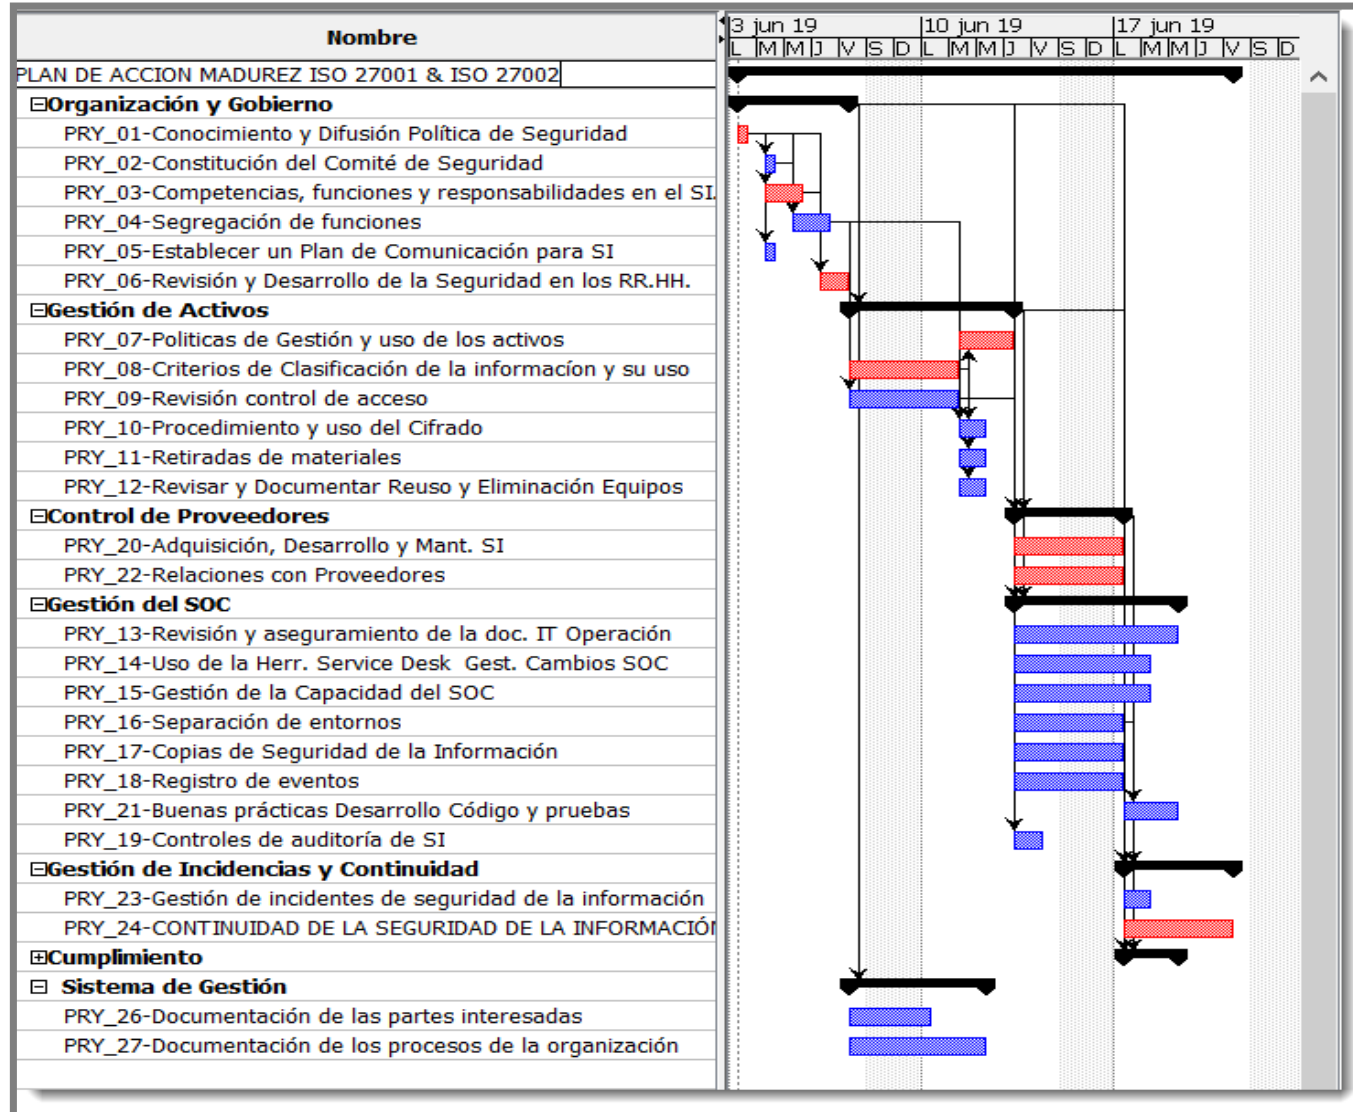 Nombre
3 jun 19 10 jun 19 17 jun 19
L M M J V S D L M M J V S D L M M J V S D
PLAN DE ACCION MADUREZ ISO 27001 & ISO 27002
Organización y Gobierno
PRY_01-Conocimiento y Difusión Política de Seguridad
PRY_02-Constitución del Comité de Seguridad
PRY_03-Competencias, funciones y responsabilidades en el SI.
PRY_04-Segregación de funciones
PRY_05-Establecer un Plan de Comunicación para SI
PRY_06-Revisión y Desarrollo de la Seguridad en los RR.HH.
Gestión de Activos
PRY_07-Politicas de Gestión y uso de los activos
PRY_08-Criterios de Clasificación de la informacíon y su uso
PRY_09-Revisión control de acceso
PRY_10-Procedimiento y uso del Cifrado
PRY_11-Retiradas de materiales
PRY_12-Revisar y Documentar Reuso y Eliminación Equipos
Control de Proveedores
PRY_20-Adquisición, Desarrollo y Mant. SI
PRY_22-Relaciones con Proveedores
Gestión del SOC
PRY_13-Revisión y aseguramiento de la doc. IT Operación
PRY_14-Uso de la Herr. Service Desk Gest. Cambios SOC
PRY_15-Gestión de la Capacidad del SOC
PRY_16-Separación de entornos
PRY_17-Copias de Seguridad de la Información
PRY_18-Registro de eventos
PRY_21-Buenas prácticas Desarrollo Código y pruebas
PRY_19-Controles de auditoría de SI
Gestión de Incidencias y Continuidad
PRY_23-Gestión de incidentes de seguridad de la información
PRY_24-CONTINUIDAD DE LA SEGURIDAD DE LA INFORMACIÓN
Cumplimiento
Sistema de Gestión
PRY_26-Documentación de las partes interesadas
PRY_27-Documentación de los procesos de la organización